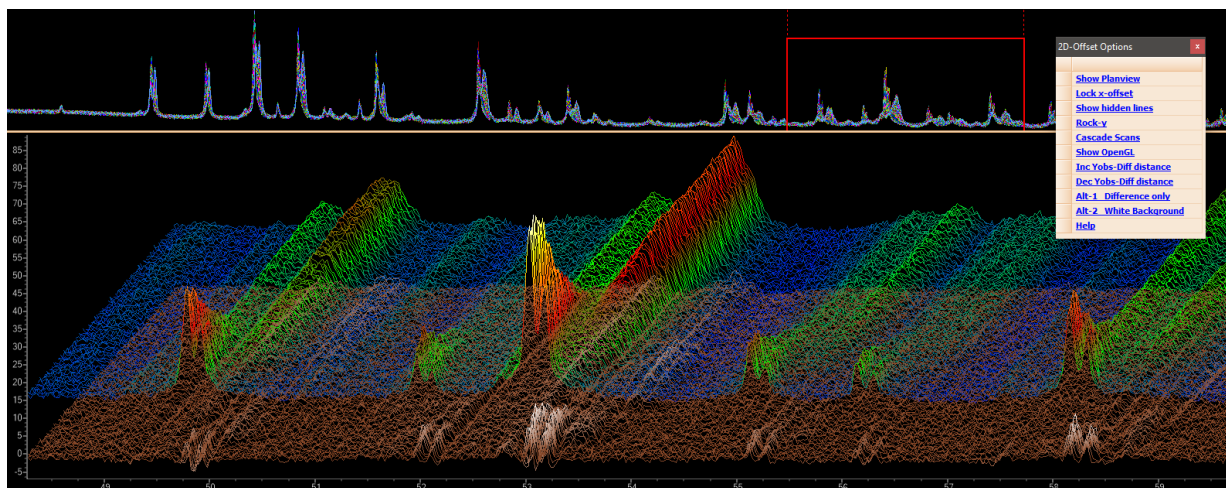 2D-Offset Options x
Show Planview
Lock x-offset
Show hidden lines
Rock-y
Cascade Scans
Show OpenGL
Inc Yobs-Diff distance
Dec Yobs-Diff distance
Alt-1 Difference only
Alt-2 White Background
Help
85
80
75
70
65
60
55
50
45
40
35
30
25
20
15
10
5
0
-5
49 50 51 52 53 54 55 56 57 58 59